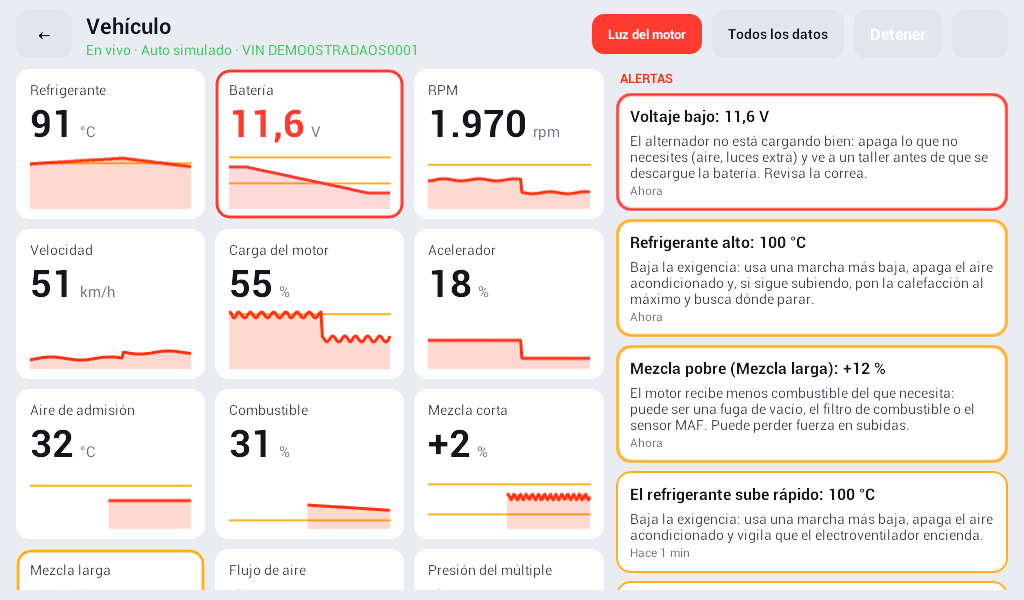 ←
Vehículo
En vivo · Auto simulado · VIN DEMO0STRADAOS0001
Luz del motor
Todos los datos
Detener
Refrigerante
91 °C
Batería
11,6 V
RPM
1.970 rpm
Velocidad
51 km/h
Carga del motor
55 %
Acelerador
18 %
Aire de admisión
32 °C
Combustible
31 %
Mezcla corta
+2 %
Mezcla larga
Flujo de aire
Presión del múltiple
ALERTAS
Voltaje bajo: 11,6 V
El alternador no está cargando bien: apaga lo que no
necesites (aire, luces extra) y ve a un taller antes de que se
descargue la batería. Revisa la correa.
Ahora
Refrigerante alto: 100 °C
Baja la exigencia: usa una marcha más baja, apaga el aire
acondicionado y, si sigue subiendo, pon la calefacción al
máximo y busca dónde parar.
Ahora
Mezcla pobre (Mezcla larga): +12 %
El motor recibe menos combustible del que necesita:
puede ser una fuga de vacío, el filtro de combustible o el
sensor MAF. Puede perder fuerza en subidas.
Ahora
El refrigerante sube rápido: 100 °C
Baja la exigencia: usa una marcha más baja, apaga el aire
acondicionado y vigila que el electroventilador encienda.
Hace 1 min